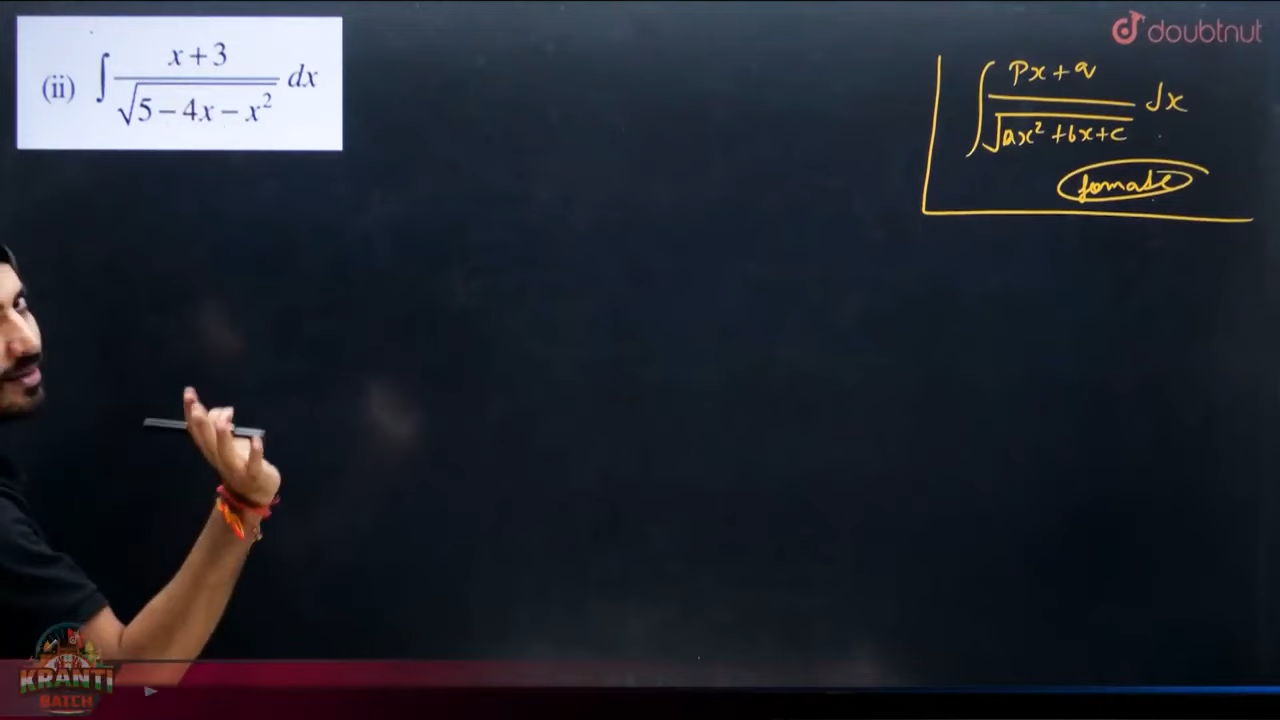 (ii) ∫ x+3 / √(5−4x−x²) dx
doubtnut
∫ px+q / √(ax²+bx+c) dx
formate
KRANTI
BATCH